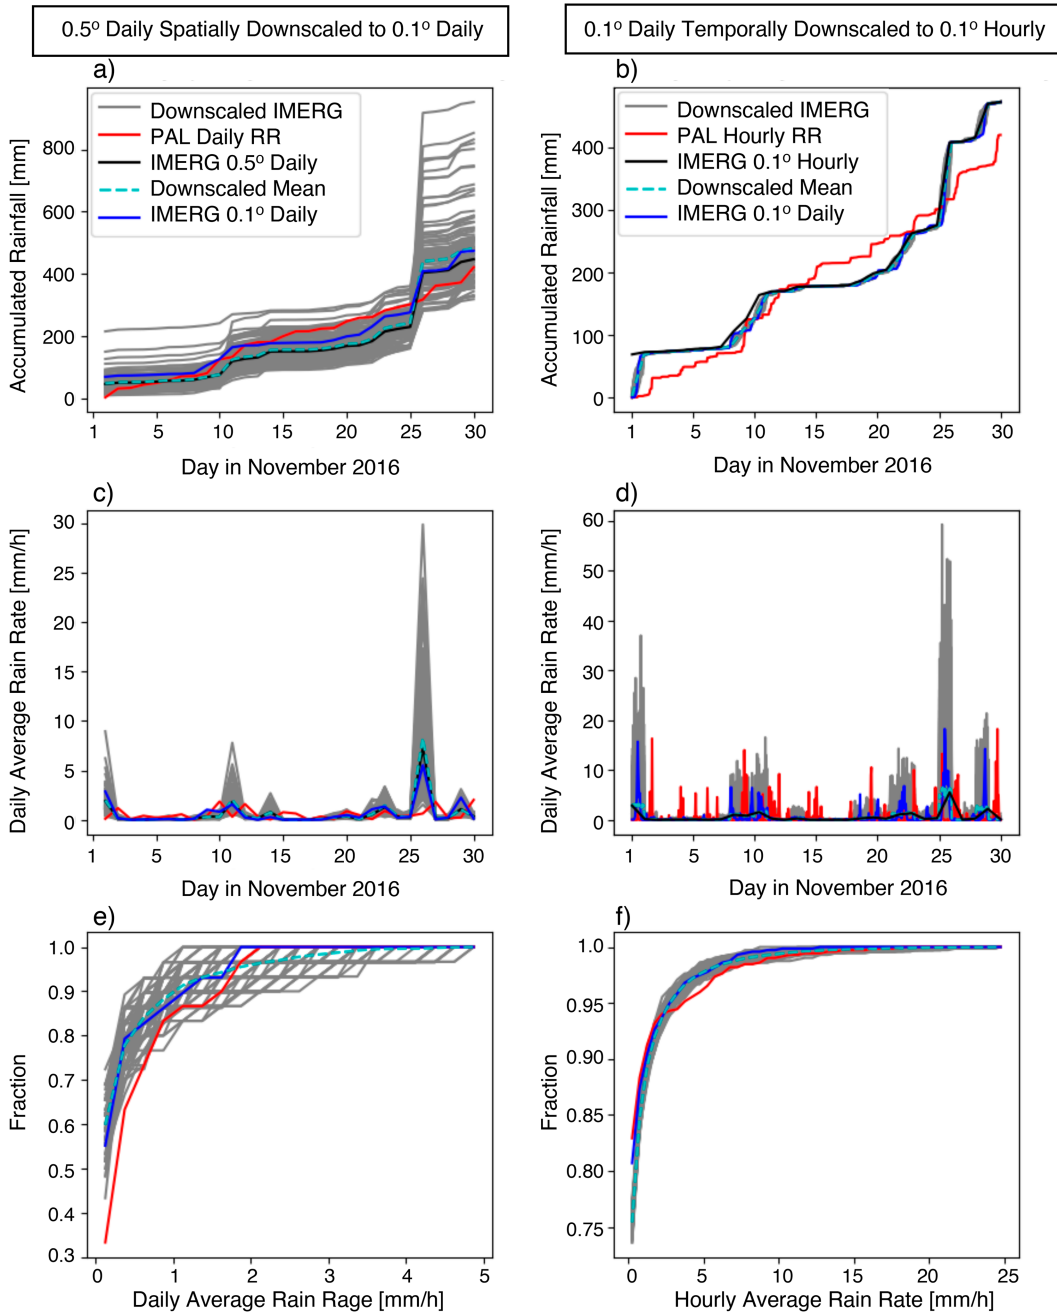 0.5º Daily Spatially Downscaled to 0.1º Daily
0.1º Daily Temporally Downscaled to 0.1º Hourly
a)
Downscaled IMERG
PAL Daily RR
IMERG 0.5º Daily
Downscaled Mean
IMERG 0.1º Daily
Accumulated Rainfall [mm]
800
600
400
200
0
1 5 10 15 20 25 30
Day in November 2016
b)
Downscaled IMERG
PAL Hourly RR
IMERG 0.1º Hourly
Downscaled Mean
IMERG 0.1º Daily
Accumulated Rainfall [mm]
400
300
200
100
0
1 5 10 15 20 25 30
Day in November 2016
c)
Daily Average Rain Rate [mm/h]
30
25
20
15
10
5
0
1 5 10 15 20 25 30
Day in November 2016
d)
Daily Average Rain Rate [mm/h]
60
50
40
30
20
10
0
1 5 10 15 20 25 30
Day in November 2016
e)
Fraction
1.0
0.9
0.8
0.7
0.6
0.5
0.4
0.3
0 1 2 3 4 5
Daily Average Rain Rage [mm/h]
f)
Fraction
1.0
0.95
0.90
0.85
0.80
0.75
0 5 10 15 20 25
Hourly Average Rain Rate [mm/h]